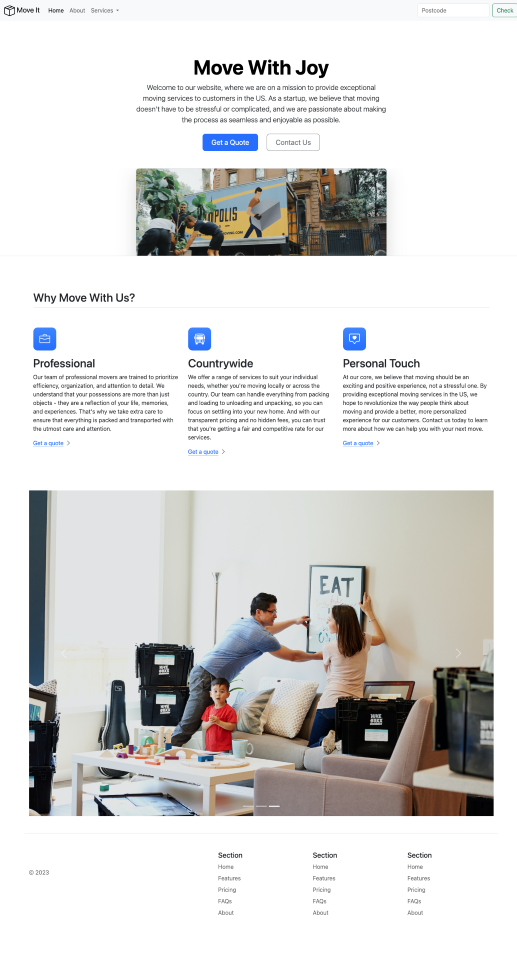 Move It
Home
About
Services
Postcode
Check
Move With Joy
Welcome to our website, where we are on a mission to provide exceptional
moving services to customers in the US. As a startup, we believe that moving
doesn't have to be stressful or complicated, and we are passionate about making
the process as seamless and enjoyable as possible.
Get a Quote
Contact Us
OPOLIS
Why Move With Us?
Professional
Our team of professional movers are trained to prioritize
efficiency, organization, and attention to detail. We
understand that your possessions are more than just
objects - they are a reflection of your life, memories,
and experiences. That's why we take extra care to
ensure that everything is packed and transported with
the utmost care and attention.
Get a quote
Countrywide
We offer a range of services to suit your individual
needs, whether you're moving locally or across the
country. Our team can handle everything from packing
and loading to unloading and unpacking, so you can
focus on settling into your new home. And with our
transparent pricing and no hidden fees, you can trust
that you're getting a fair and competitive rate for our
services.
Get a quote
Personal Touch
At our core, we believe that moving should be an
exciting and positive experience, not a stressful one. By
providing exceptional moving services in the US, we
hope to revolutionize the way people think about
moving and provide a better, more personalized
experience for our customers. Contact us today to learn
more about how we can help you with your next move.
Get a quote
EAT
© 2023
Section
Home
Features
Pricing
FAQs
About
Section
Home
Features
Pricing
FAQs
About
Section
Home
Features
Pricing
FAQs
About